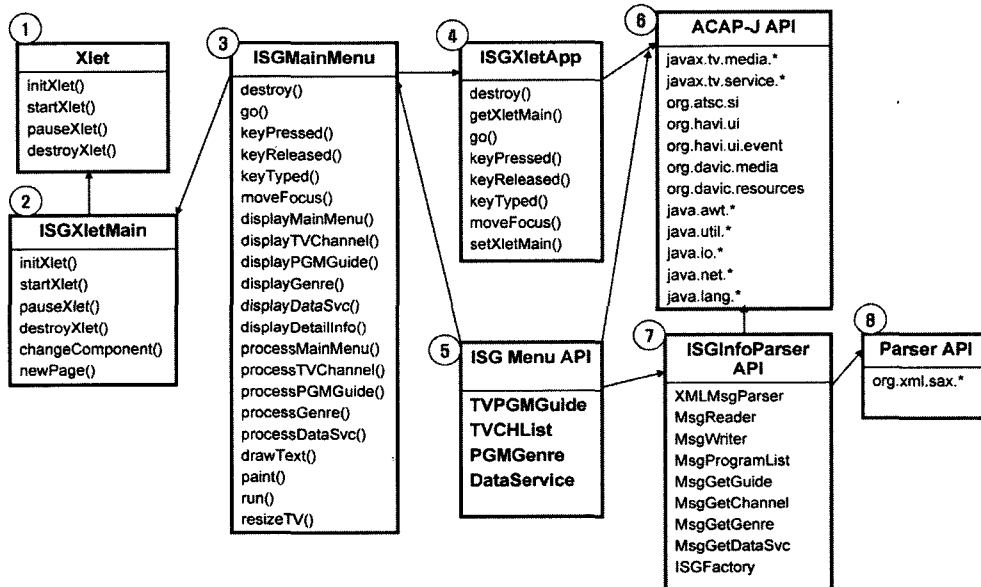 1
Xlet
initXlet()
startXlet()
pauseXlet()
destroyXlet()
2
ISGXletMain
initXlet()
startXlet()
pauseXlet()
destroyXlet()
changeComponent()
newPage()
3
ISGMainMenu
destroy()
go()
keyPressed()
keyReleased()
keyTyped()
moveFocus()
displayMainMenu()
displayTVChannel()
displayPGMGuide()
displayGenre()
displayDataSvc()
displayDetailInfo()
processMainMenu()
processTVChannel()
processPGMGuide()
processGenre()
processDataSvc()
drawText()
paint()
run()
resizeTV()
4
ISGXletApp
destroy()
getXletMain()
go()
keyPressed()
keyReleased()
keyTyped()
moveFocus()
setXletMain()
5
ISG Menu API
TVPGMGuide
TVCHList
PGMGenre
DataService
6
ACAP-J API
javax.tv.media.*
javax.tv.service.*
org.atsc.si
org.havi.ui
org.havi.ui.event
org.davic.media
org.davic.resources
java.awt.*
java.util.*
java.io.*
java.net.*
java.lang.*
7
ISGInfoParser
API
XMLMsgParser
MsgReader
MsgWriter
MsgProgramList
MsgGetGuide
MsgGetChannel
MsgGetGenre
MsgGetDataSvc
ISGFactory
8
Parser API
org.xml.sax.*